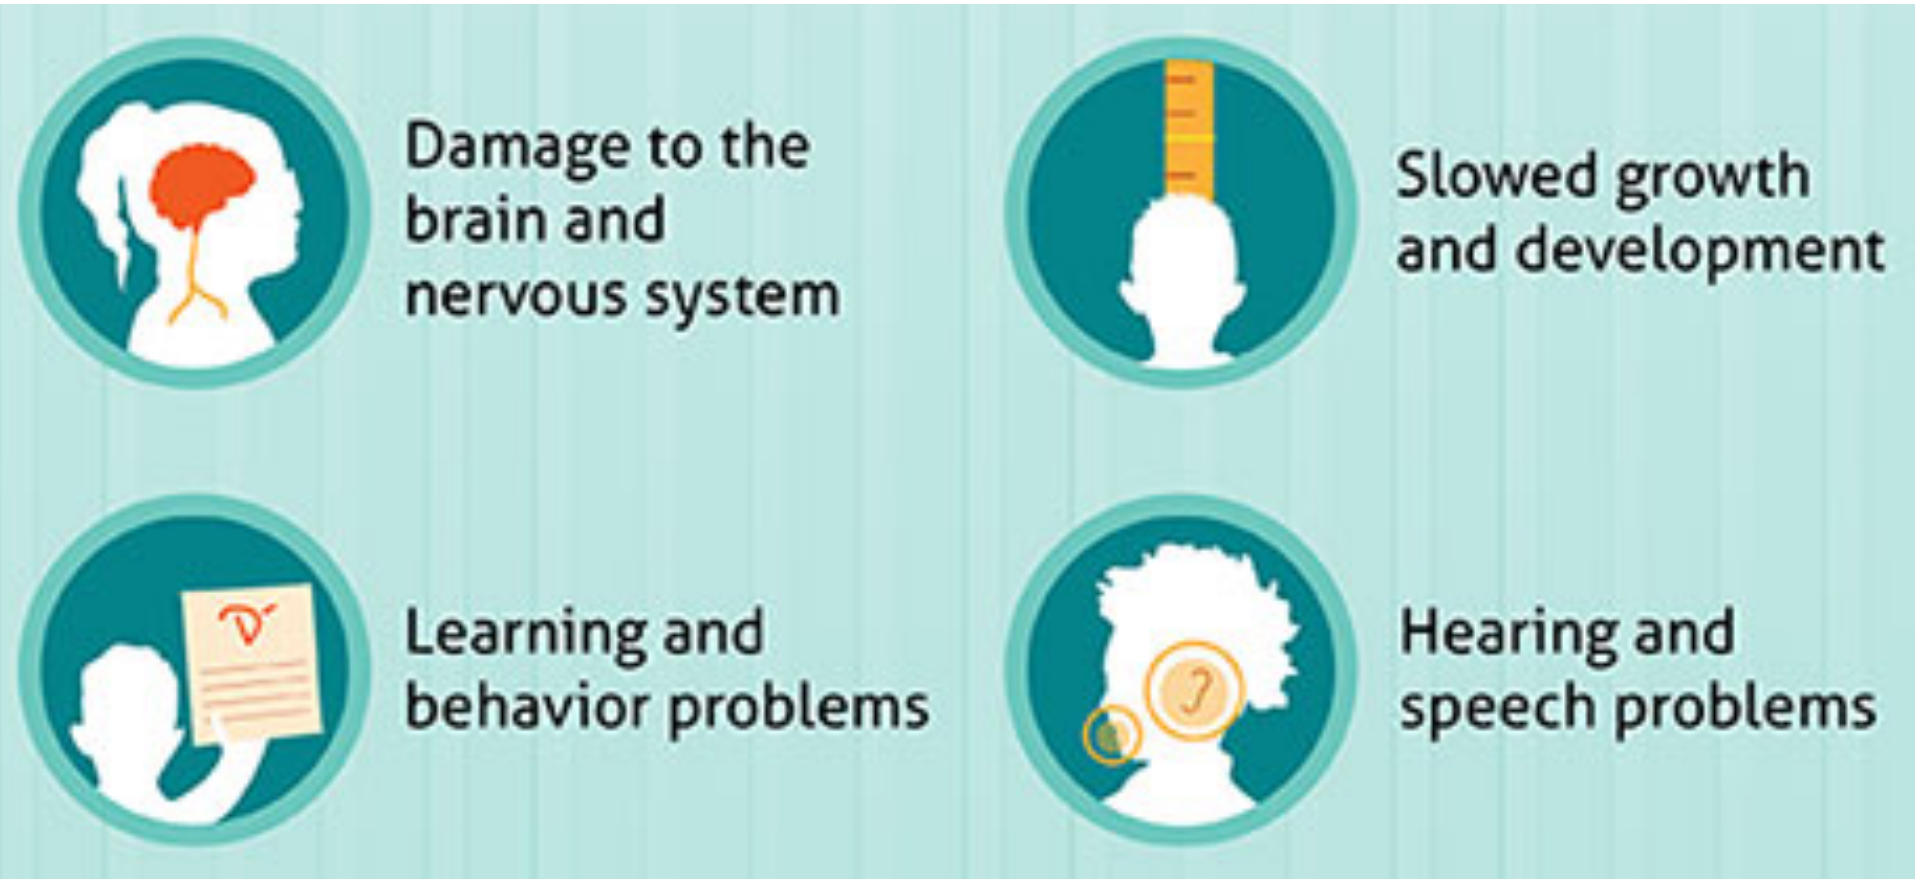 Damage to the
brain and
nervous system
Slowed growth
and development
D-
Learning and
behavior problems
Hearing and
speech problems